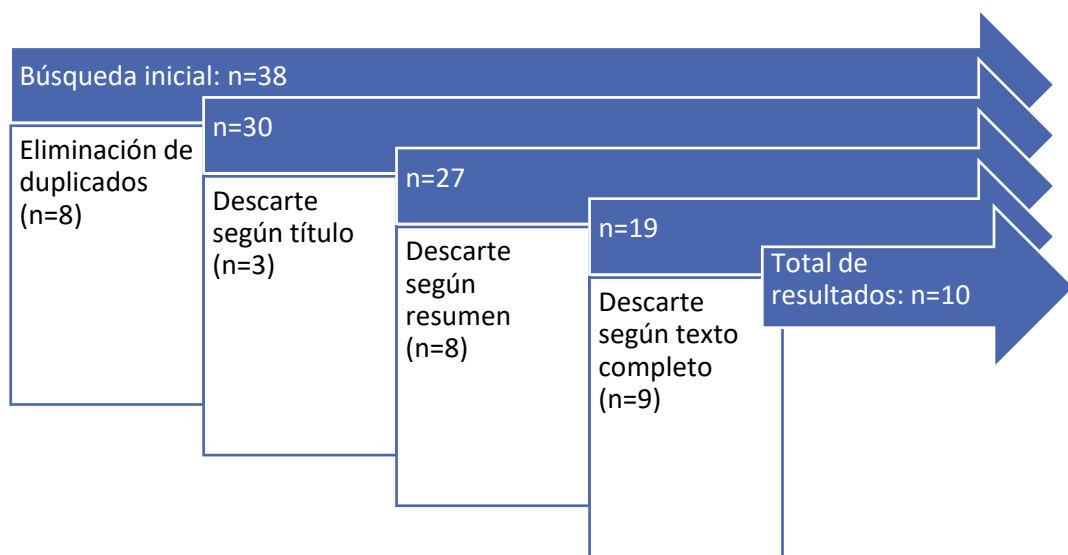 Búsqueda inicial: n=38
Eliminación de
duplicados
(n=8)
n=30
Descarte
según título
(n=3)
n=27
Descarte
según
resumen
(n=8)
n=19
Descarte
según texto
completo
(n=9)
Total de
resultados: n=10